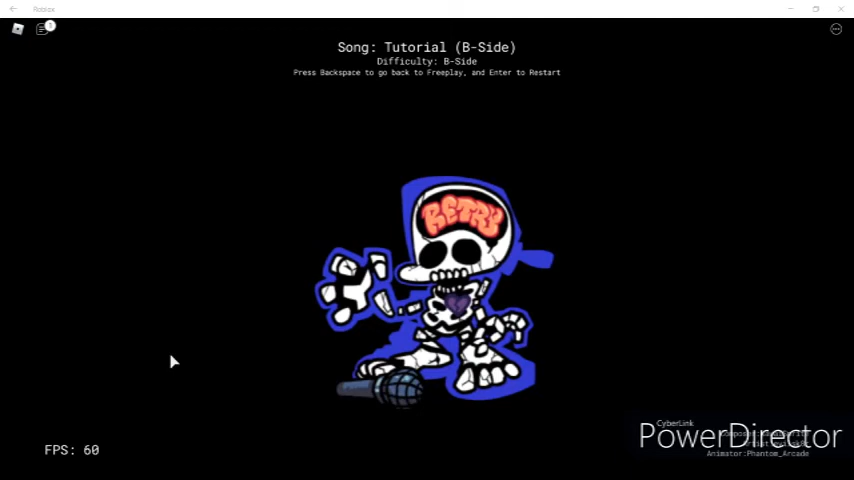 Roblox
5
Song: Tutorial (B-Side)
Difficulty: B-Side
Press Backspace to go back to Freeplay, and Enter to Restart
RETRY
FPS: 60
CyberLink
PowerDirector
Animator:Phantom_Arcade